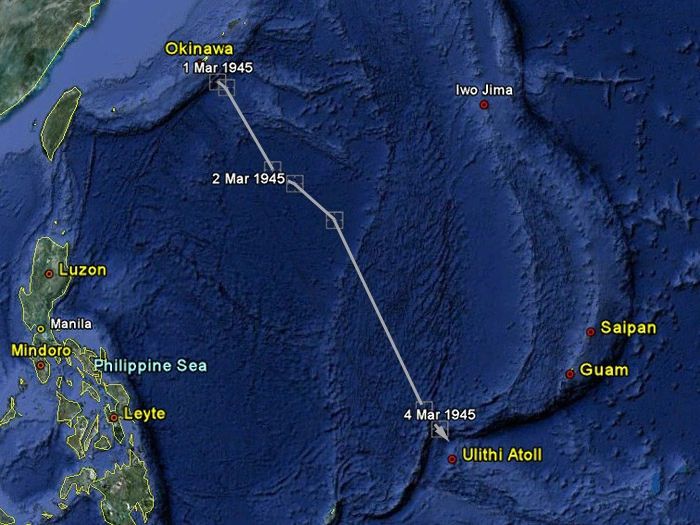 Okinawa
1 Mar 1945
Iwo Jima
2 Mar 1945
Luzon
Manila
Saipan
Mindoro
Philippine Sea
Guam
Leyte
4 Mar 1945
Ulithi Atoll